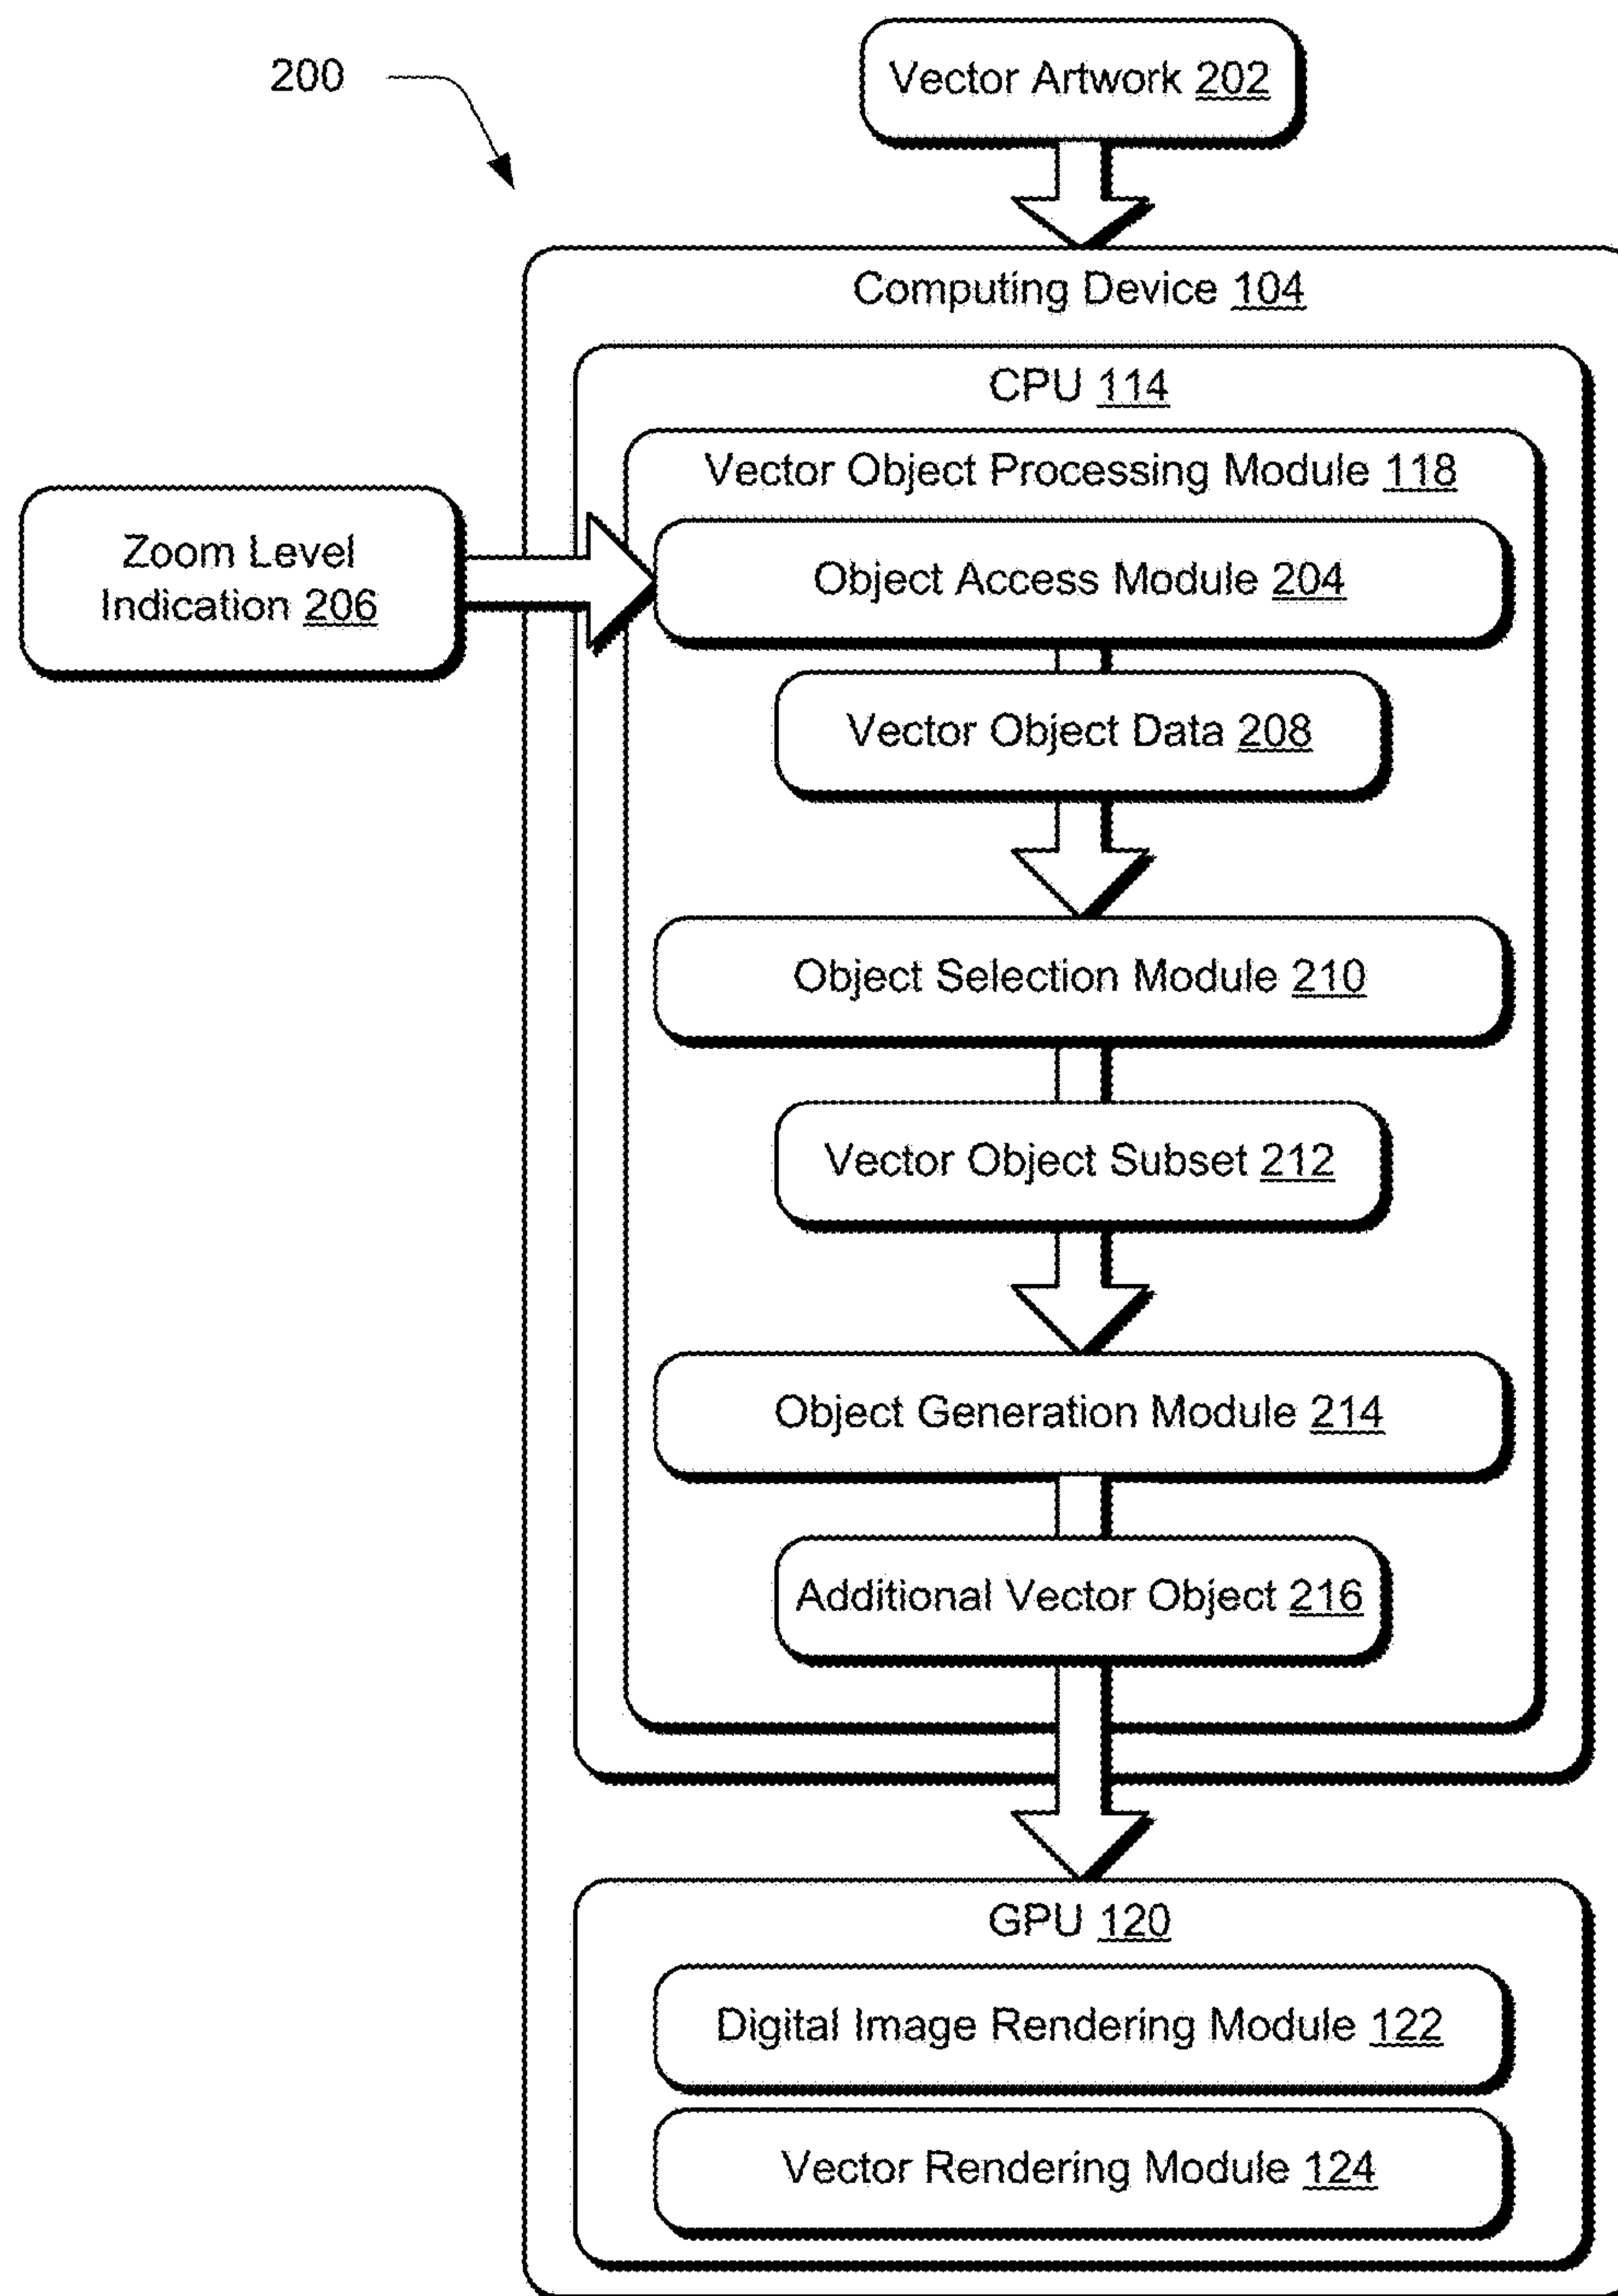 200
Vector Artwork 202
Computing Device 104
CPU 114
Vector Object Processing Module 118
Zoom Level
Indication 206
Object Access Module 204
Vector Object Data 208
Object Selection Module 210
Vector Object Subset 212
Object Generation Module 214
Additional Vector Object 216
GPU 120
Digital Image Rendering Module 122
Vector Rendering Module 124